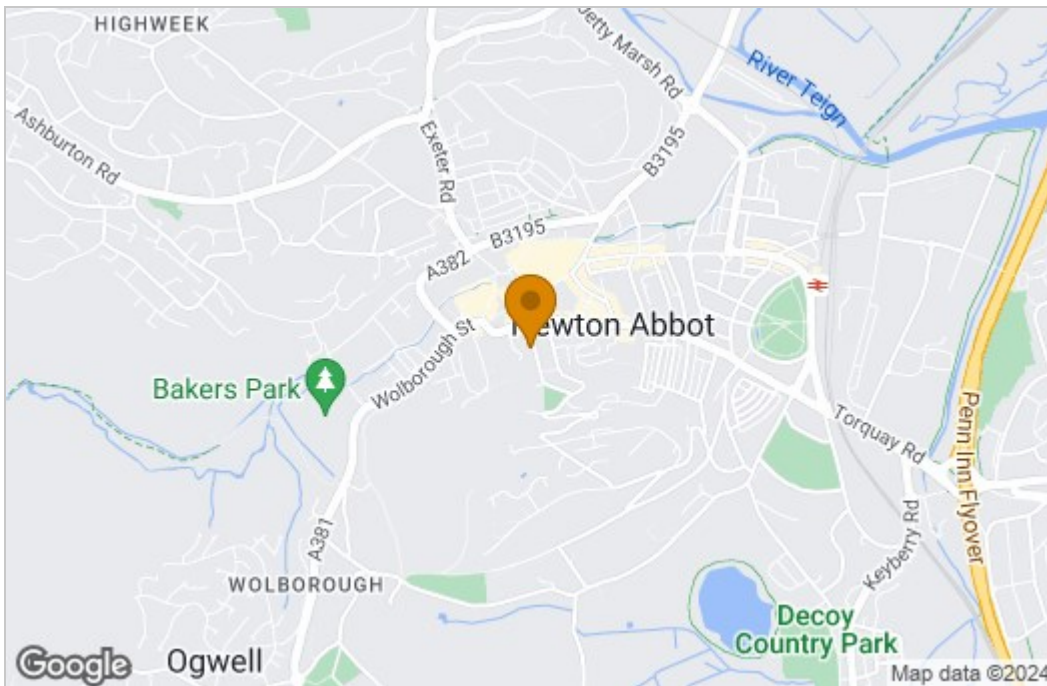 HIGHWEEK
Jetty Marsh Rd
River Teign
Ashburton Rd
Exeter Rd
B3195
B3195
A382
Newton Abbot
Wolborough St
Bakers Park
Torquay Rd
Penn Inn Flyover
A381
Keyberry Rd
WOLBOROUGH
Decoy
Country Park
Ogwell
Google
Map data ©2024